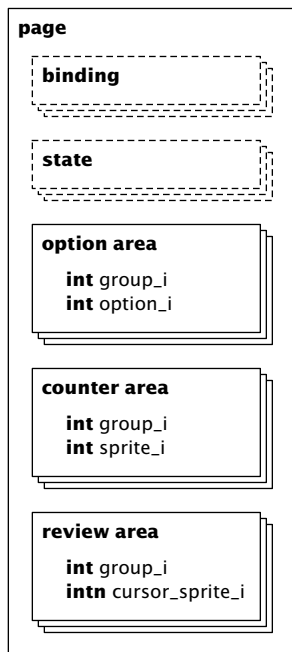 page
binding
state
option area
int group_i
int option_i
counter area
int group_i
int sprite_i
review area
int group_i
intn cursor_sprite_i